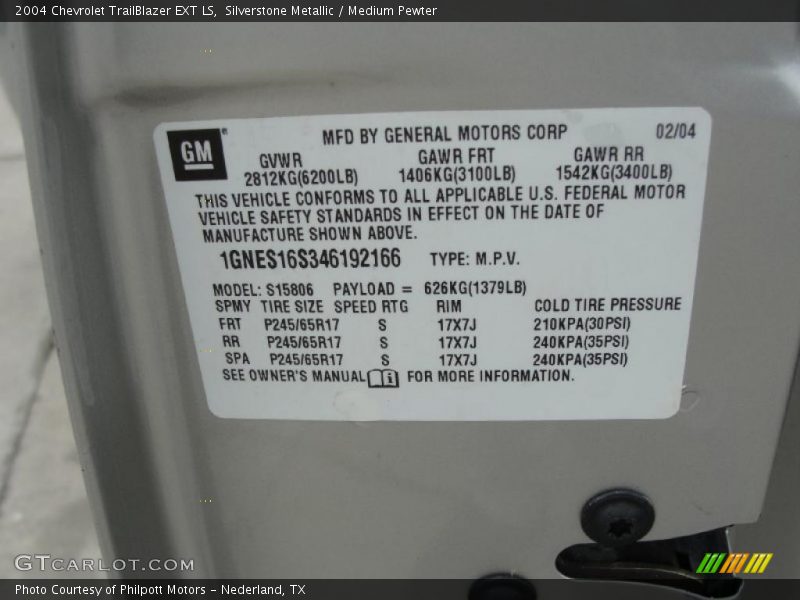 2004 Chevrolet TrailBlazer EXT LS, Silverstone Metallic / Medium Pewter
GM
MFD BY GENERAL MOTORS CORP 02/04
GVWR GAWR FRT GAWR RR
2812KG(6200LB) 1406KG(3100LB) 1542KG(3400LB)
THIS VEHICLE CONFORMS TO ALL APPLICABLE U.S. FEDERAL MOTOR
VEHICLE SAFETY STANDARDS IN EFFECT ON THE DATE OF
MANUFACTURE SHOWN ABOVE.
1GNES16S346192166 TYPE: M.P.V.
MODEL: S15806 PAYLOAD = 626KG(1379LB)
SPMY TIRE SIZE SPEED RTG RIM COLD TIRE PRESSURE
FRT P245/65R17 S 17X7J 210KPA(30PSI)
RR P245/65R17 S 17X7J 240KPA(35PSI)
SPA P245/65R17 S 17X7J 240KPA(35PSI)
SEE OWNER'S MANUAL i FOR MORE INFORMATION.
GTCARLOT.COM
Photo Courtesy of Philpott Motors - Nederland, TX